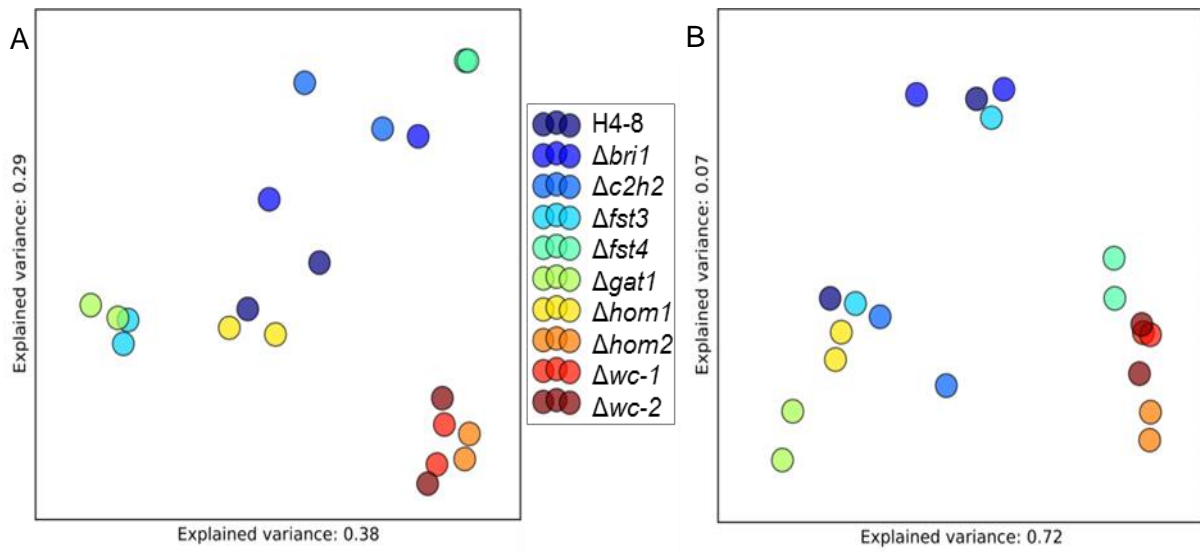 A
Explained variance: 0.29
Explained variance: 0.38
H4-8
Δbri1
Δc2h2
Δfst3
Δfst4
Δgat1
Δhom1
Δhom2
Δwc-1
Δwc-2
B
Explained variance: 0.07
Explained variance: 0.72